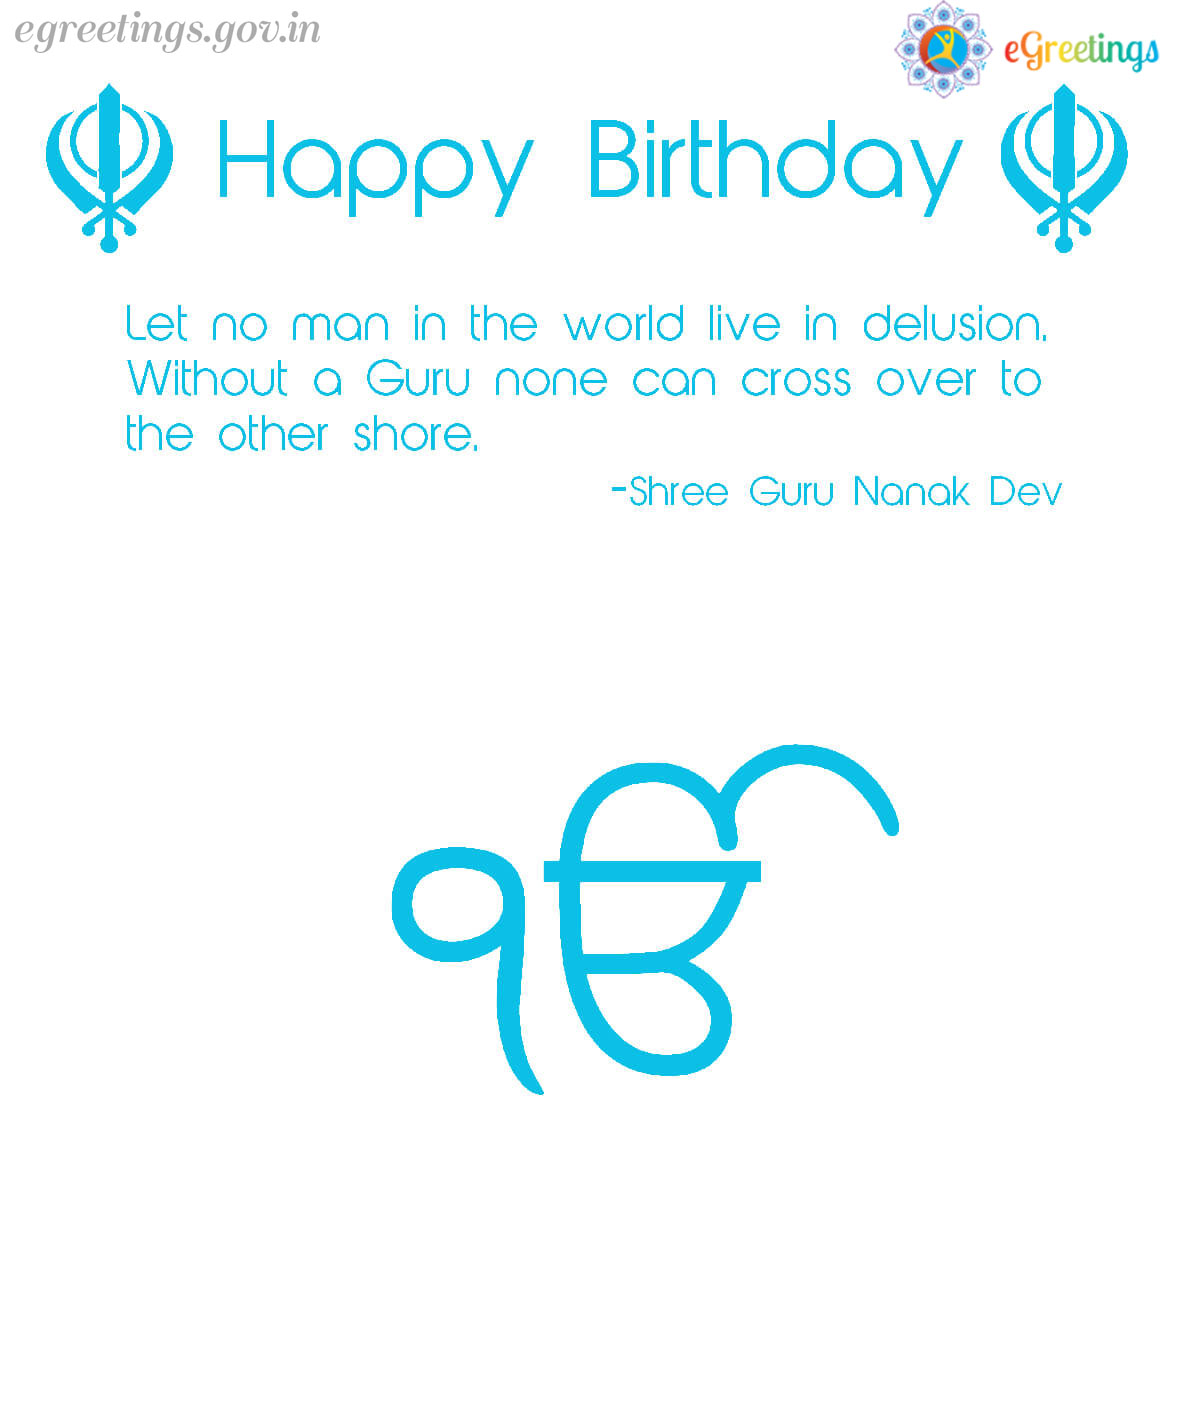 egreetings.gov.in
eGreetings
Happy Birthday
Let no man in the world live in delusion.
Without a Guru none can cross over to
the other shore.
-Shree Guru Nanak Dev
ੴ